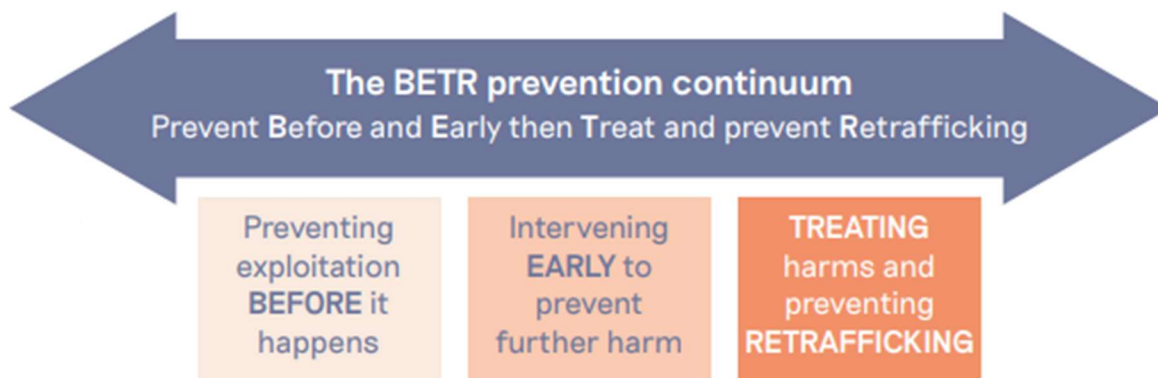 The BETR prevention continuum
Prevent Before and Early then Treat and prevent Retrafficking
Preventing
exploitation
BEFORE it
happens
Intervening
EARLY to
prevent
further harm
TREATING
harms and
preventing
RETRAFFICKING